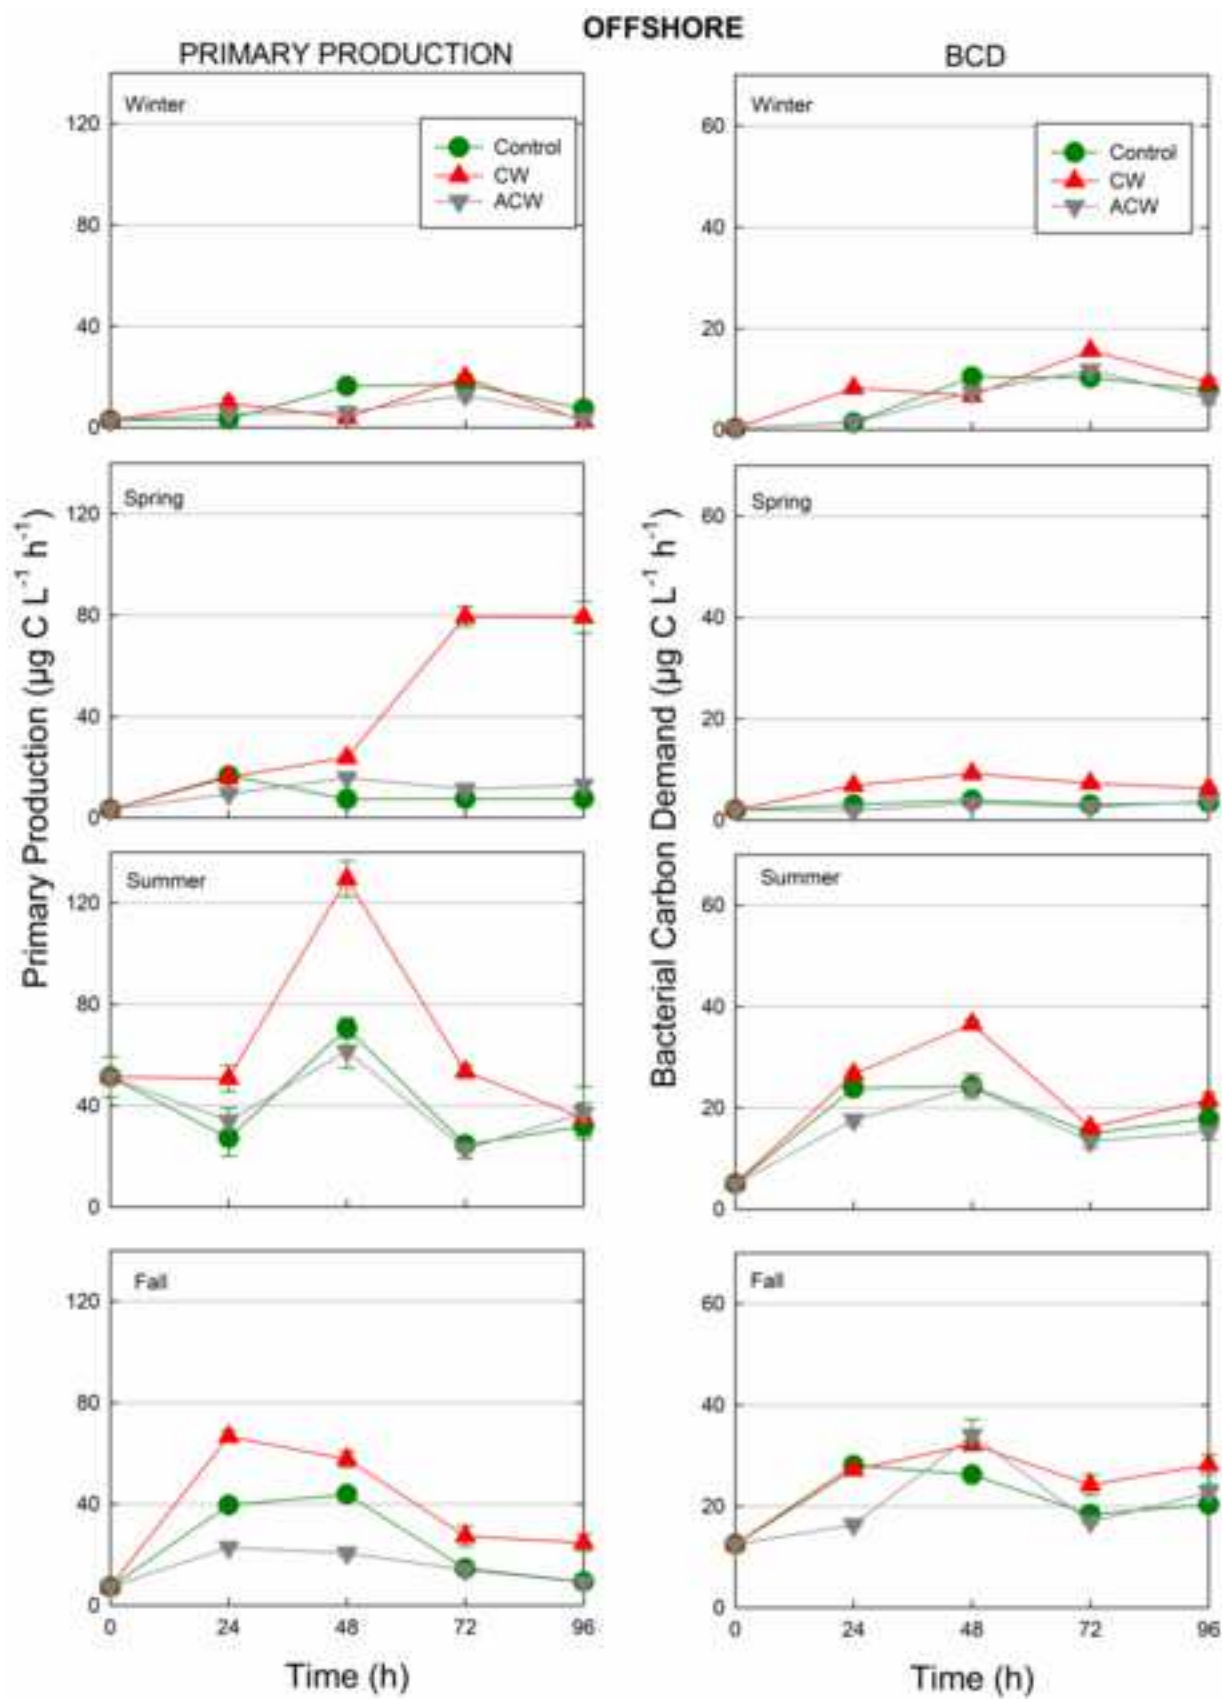 OFFSHORE
PRIMARY PRODUCTION
BCD
Winter
Control
CW
ACW
120
80
40
0
Winter
Control
CW
ACW
60
40
20
0
Spring
120
80
40
0
Spring
60
40
20
0
Primary Production (µg C L⁻¹ h⁻¹)
Bacterial Carbon Demand (µg C L⁻¹ h⁻¹)
Summer
120
80
40
0
Summer
60
40
20
0
Fall
120
80
40
0
0 24 48 72 96
Time (h)
Fall
60
40
20
0
0 24 48 72 96
Time (h)